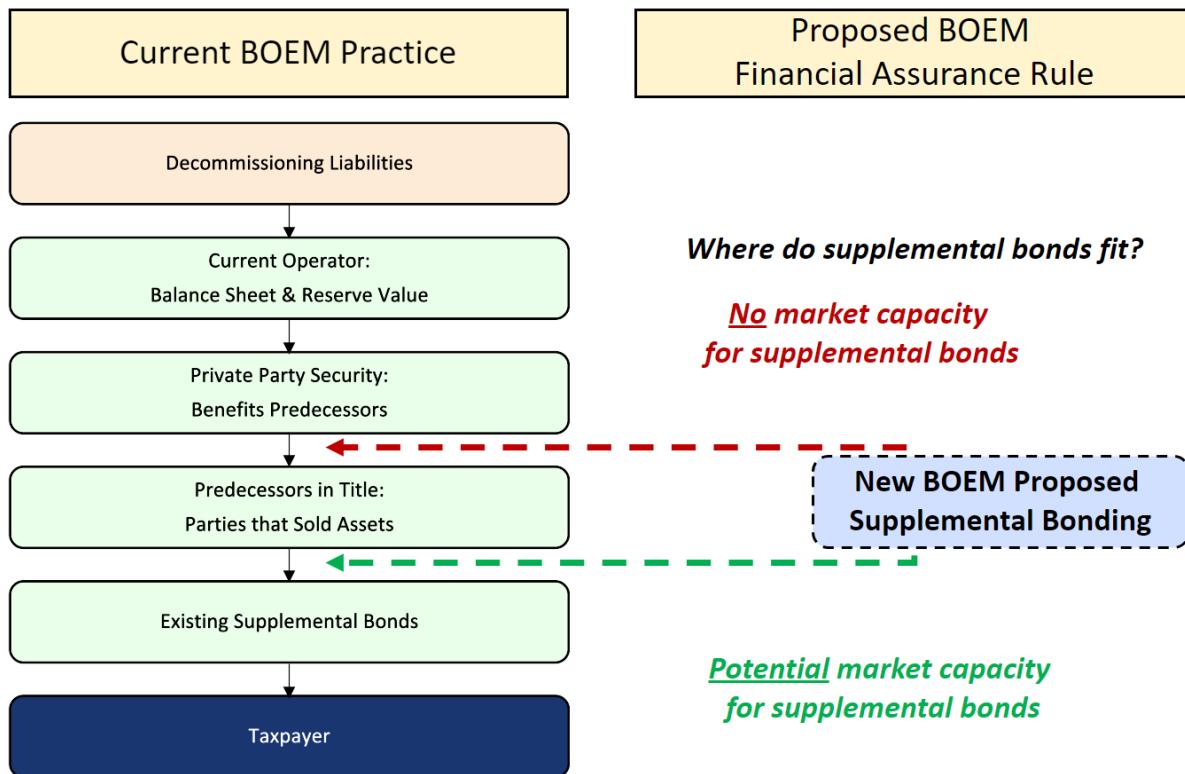 Current BOEM Practice
Proposed BOEM
Financial Assurance Rule
Decommissioning Liabilities
Current Operator:
Balance Sheet & Reserve Value
Private Party Security:
Benefits Predecessors
Predecessors in Title:
Parties that Sold Assets
Existing Supplemental Bonds
Taxpayer
Where do supplemental bonds fit?
No market capacity
for supplemental bonds
New BOEM Proposed
Supplemental Bonding
Potential market capacity
for supplemental bonds